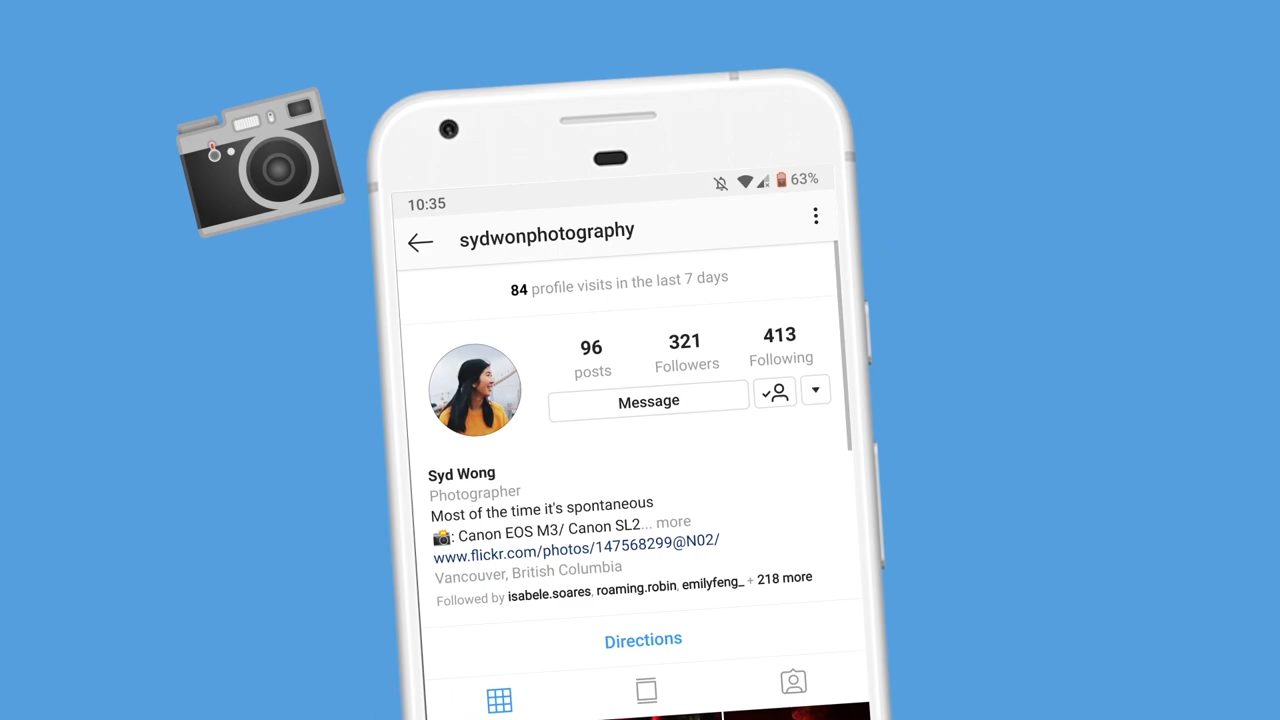 10:35 63%
sydwonphotography
84 profile visits in the last 7 days
96 321 413
posts Followers Following
Message
Syd Wong
Photographer
Most of the time it's spontaneous
📸: Canon EOS M3/ Canon SL2... more
www.flickr.com/photos/147568299@N02/
Vancouver, British Columbia
Followed by isabele.soares, roaming.robin, emilyfeng_ + 218 more
Directions